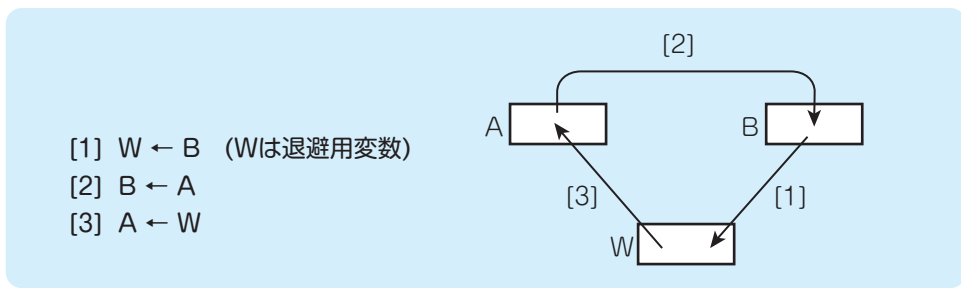 [1] W ← B (Wは退避用変数)
[2] B ← A
[3] A ← W
[2]
A
B
[3]
[1]
W